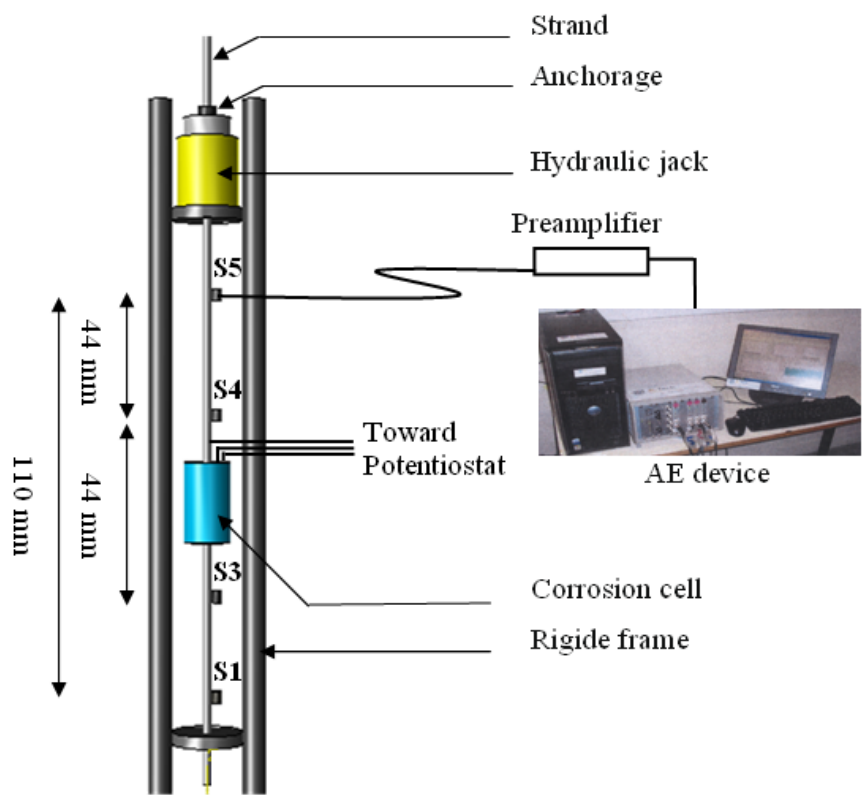 Strand
Anchorage
Hydraulic jack
Preamplifier
S5
44 mm
S4
Toward
Potentiostat
AE device
110 mm
44 mm
S3
Corrosion cell
Rigide frame
S1